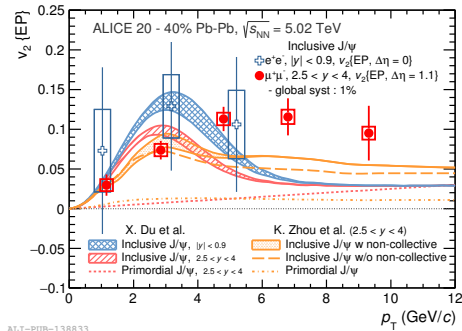 ALICE 20 - 40% Pb-Pb, √sNN = 5.02 TeV
Inclusive J/ψ
e⁺e⁻, |y| < 0.9, v₂{EP, Δη = 0}
μ⁺μ⁻, 2.5 < y < 4, v₂{EP, Δη = 1.1}
- global syst : 1%
v₂ {EP}
0.25
0.2
0.15
0.1
0.05
0
−0.05
−0.1
X. Du et al.
Inclusive J/ψ, |y| < 0.9
Inclusive J/ψ, 2.5 < y < 4
Primordial J/ψ, 2.5 < y < 4
K. Zhou et al. (2.5 < y < 4)
Inclusive J/ψ w non-collective
Inclusive J/ψ w/o non-collective
Primordial J/ψ
0 2 4 6 8 10 12
pT (GeV/c)
ALI-PUB-138833